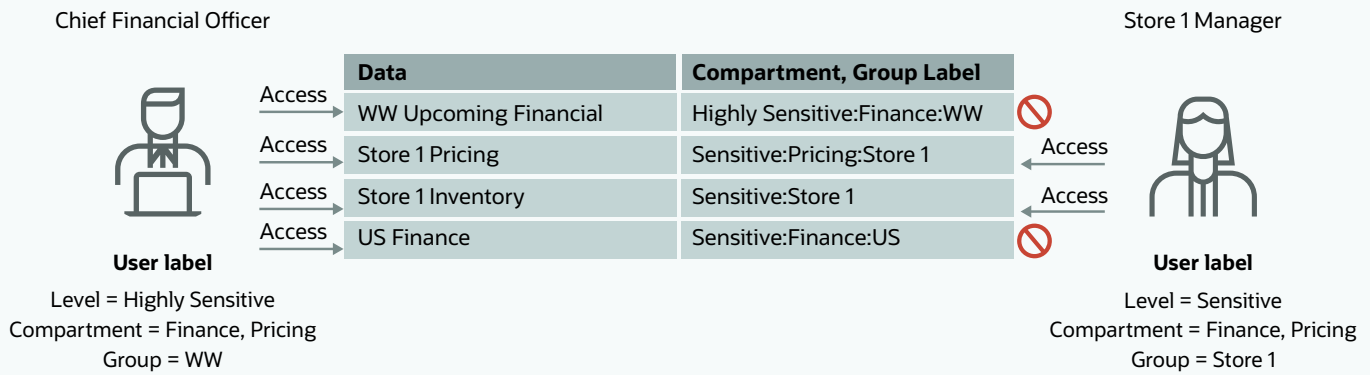 Chief Financial Officer
Store 1 Manager
Data
Compartment, Group Label
Access
WW Upcoming Financial
Highly Sensitive:Finance:WW
Access
Store 1 Pricing
Sensitive:Pricing:Store 1
Access
Access
Store 1 Inventory
Sensitive:Store 1
Access
Access
US Finance
Sensitive:Finance:US
User label
Level = Highly Sensitive
Compartment = Finance, Pricing
Group = WW
User label
Level = Sensitive
Compartment = Finance, Pricing
Group = Store 1